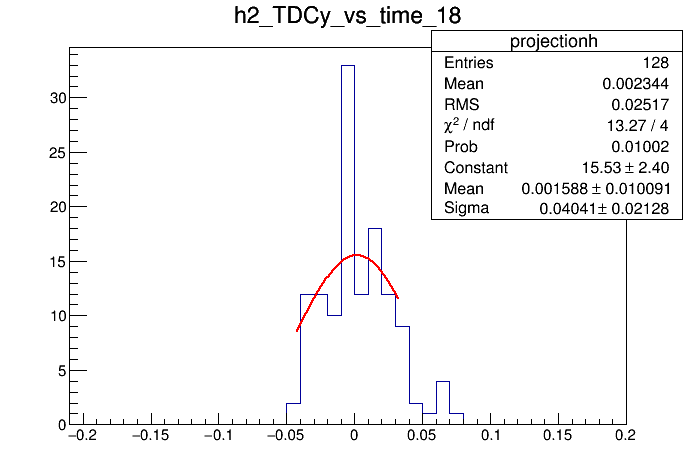 h2_TDCy_vs_time_18
projectionh
Entries 128
Mean 0.002344
RMS 0.02517
χ² / ndf 13.27 / 4
Prob 0.01002
Constant 15.53 ± 2.40
Mean 0.001588 ± 0.010091
Sigma 0.04041 ± 0.02128
30
25
20
15
10
5
0
−0.2 −0.15 −0.1 −0.05 0 0.05 0.1 0.15 0.2